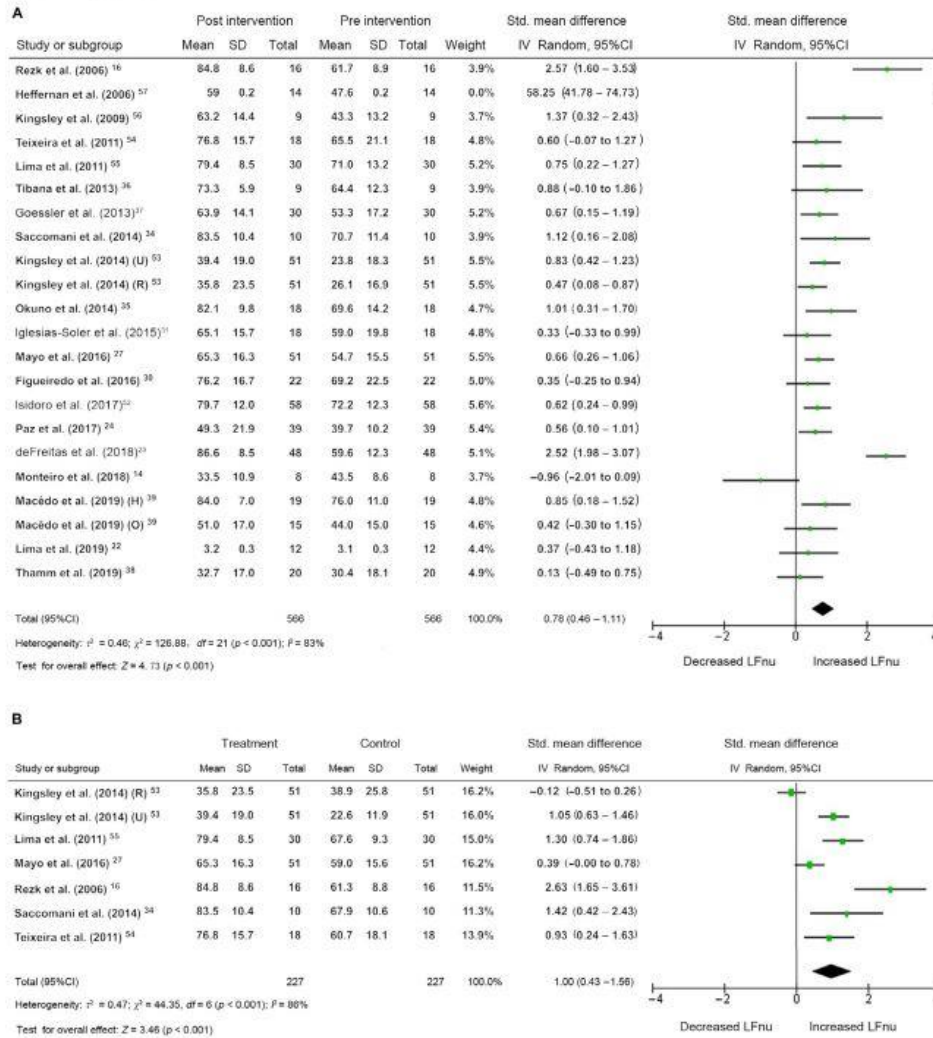 A
Post intervention Pre intervention Std. mean difference Std. mean difference
Study or subgroup Mean SD Total Mean SD Total Weight IV Random, 95%CI IV Random, 95%CI
Rezk et al. (2006) 16 84.8 8.6 16 61.7 8.9 16 3.9% 2.57 (1.60 – 3.53)
Heffernan et al. (2006) 57 59 0.2 14 47.6 0.2 14 0.0% 58.25 (41.78 – 74.73)
Kingsley et al. (2009) 56 63.2 14.4 9 43.3 13.2 9 3.6% 1.37 (0.32 – 2.43)
Teixeira et al. (2011) 54 76.8 15.7 18 65.5 21.1 18 4.8% 0.60 (−0.07 to 1.27)
Lima et al. (2011) 55 79.4 8.5 30 71.0 13.2 30 5.2% 0.75 (0.22 – 1.27)
Tibana et al. (2013) 36 73.3 5.9 9 64.4 12.3 9 3.9% 0.88 (−0.10 to 1.86)
Goessler et al. (2013) 37 63.9 14.1 30 53.3 17.2 30 5.2% 0.67 (0.15 – 1.19)
Saccomani et al. (2014) 34 83.5 10.4 10 70.7 11.4 10 3.9% 1.12 (0.16 – 2.08)
Kingsley et al. (2014) (U) 53 39.4 19.0 51 23.8 18.3 51 5.5% 0.83 (0.42 – 1.23)
Kingsley et al. (2014) (R) 53 35.8 23.5 51 26.1 16.9 51 5.5% 0.47 (0.08 – 0.87)
Okuno et al. (2014) 35 82.1 9.8 18 69.6 14.2 18 4.7% 1.01 (0.31 – 1.70)
Iglesias-Soler et al. (2015) 65.1 15.7 18 59.0 19.8 18 4.8% 0.33 (−0.33 to 0.99)
Mayo et al. (2016) 27 65.3 16.3 51 54.7 15.5 51 5.5% 0.66 (0.26 – 1.06)
Figueiredo et al. (2016) 30 76.2 16.7 22 69.2 22.5 22 5.0% 0.35 (−0.25 to 0.94)
Isidoro et al. (2017) 79.7 12.0 58 72.2 12.3 58 5.6% 0.62 (0.24 – 0.99)
Paz et al. (2017) 24 49.3 21.9 39 39.7 10.2 39 5.4% 0.56 (0.10 – 1.01)
deFreitas et al. (2018) 86.6 8.5 48 59.6 12.3 48 5.2% 2.52 (1.98 – 3.07)
Monteiro et al. (2018) 14 33.5 10.9 8 43.5 8.6 8 3.6% −0.96 (−2.01 to 0.09)
Macêdo et al. (2019) (H) 39 84.0 7.0 19 76.0 11.0 19 4.8% 0.85 (0.18 – 1.52)
Macêdo et al. (2019) (O) 39 51.0 17.0 15 44.0 15.0 15 4.6% 0.42 (−0.30 to 1.15)
Lima et al. (2019) 22 3.2 0.3 12 3.1 0.3 12 4.4% 0.37 (−0.43 to 1.18)
Thamm et al. (2019) 38 32.7 17.0 20 30.4 18.1 20 4.9% 0.13 (−0.49 to 0.75)
Total (95%CI) 566 566 100.0% 0.78 (0.46 – 1.11)
−4 −2 0 2 4
Heterogeneity: τ² = 0.46; χ² = 126.88, df = 21 (p < 0.001); I² = 83%
Decreased LFnu Increased LFnu
Test for overall effect: Z = 4.73 (p < 0.001)
B
Treatment Control Std. mean difference Std. mean difference
Study or subgroup Mean SD Total Mean SD Total Weight IV Random, 95%CI IV Random, 95%CI
Kingsley et al. (2014) (R) 53 35.8 23.5 51 38.9 25.8 51 16.2% −0.12 (−0.51 to 0.26)
Kingsley et al. (2014) (U) 53 39.4 19.0 51 22.6 11.9 51 16.0% 1.05 (0.63 – 1.46)
Lima et al. (2011) 55 79.4 8.5 30 67.6 9.3 30 15.0% 1.30 (0.74 – 1.86)
Mayo et al. (2016) 27 65.3 16.3 51 59.0 15.6 51 16.2% 0.39 (−0.00 to 0.78)
Rezk et al. (2006) 16 84.8 8.6 16 61.3 8.8 16 11.5% 2.63 (1.65 – 3.61)
Saccomani et al. (2014) 34 83.5 10.4 10 67.9 10.6 10 11.3% 1.42 (0.42 – 2.43)
Teixeira et al. (2011) 54 76.8 15.7 18 60.7 18.1 18 13.9% 0.93 (0.24 – 1.63)
Total (95%CI) 227 227 100.0% 1.00 (0.43 –1.56)
Heterogeneity: τ² = 0.47; χ² = 44.35, df = 6 (p < 0.001); I² = 86%
−4 −2 0 2 4
Test for overall effect: Z = 3.46 (p < 0.001)
Decreased LFnu Increased LFnu